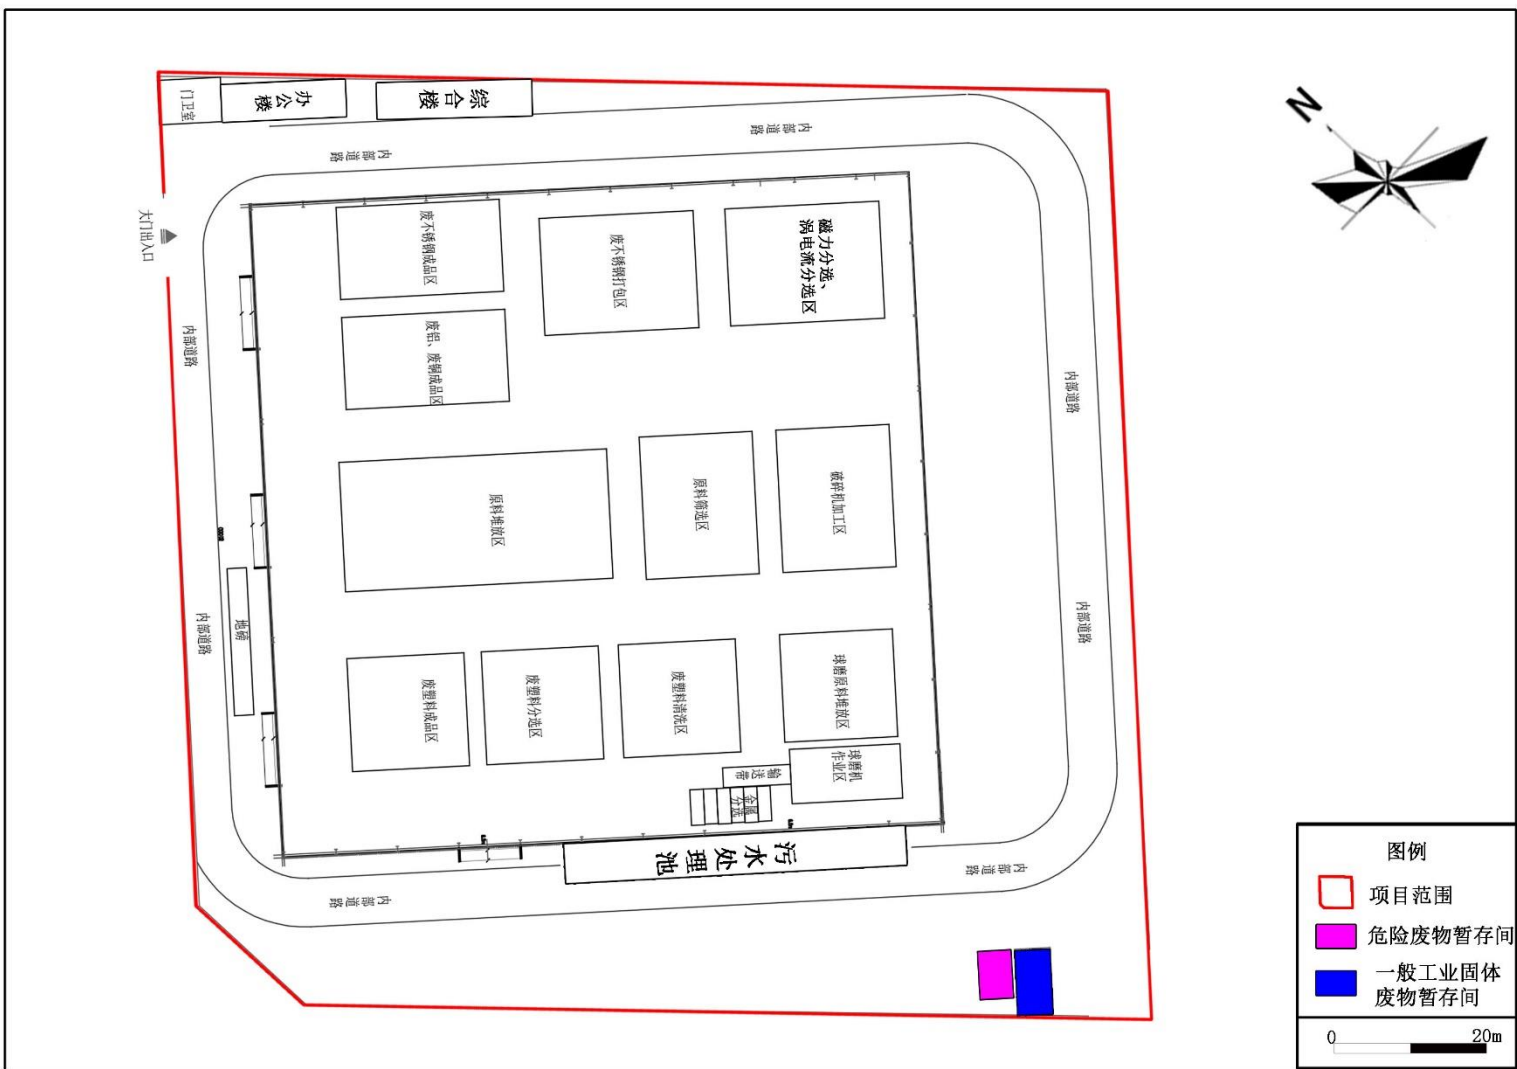 门卫室
办公
楼
综合
楼
N
内部道
路
内部道
路
大门出入口
废不锈钢成品区
废不锈钢打包区
磁力分选、
涡电流分选区
内部道路
废铝、废铜成品区
内部道路
原料堆放区
原料筛选区
破碎机加工区
内部道路
地磅
内部道路
废塑料成品区
废塑料分选区
废塑料清洗区
球磨原料堆放区
球磨机
作业区
输送
带
金属
分选
污水处理
池
内部道
路
内部道
路
图例
项目范围
危险废物暂存间
一般工业固体
废物暂存间
0
20m